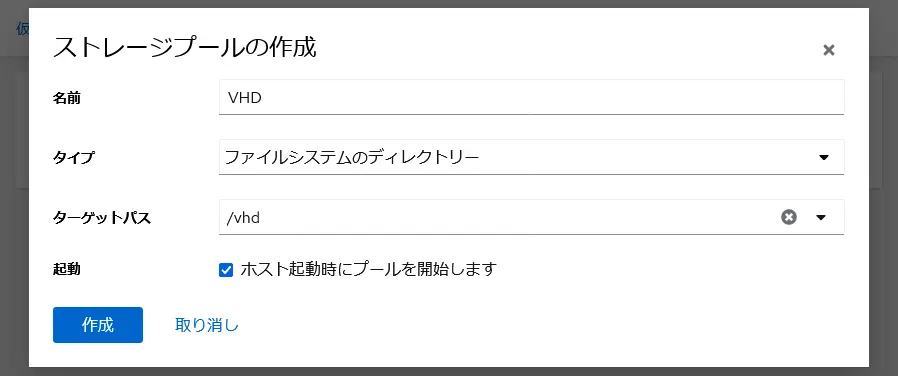 仮
ストレージプールの作成
名前 VHD
タイプ ファイルシステムのディレクトリー
ターゲットパス /vhd
起動 ホスト起動時にプールを開始します
作成 取り消し